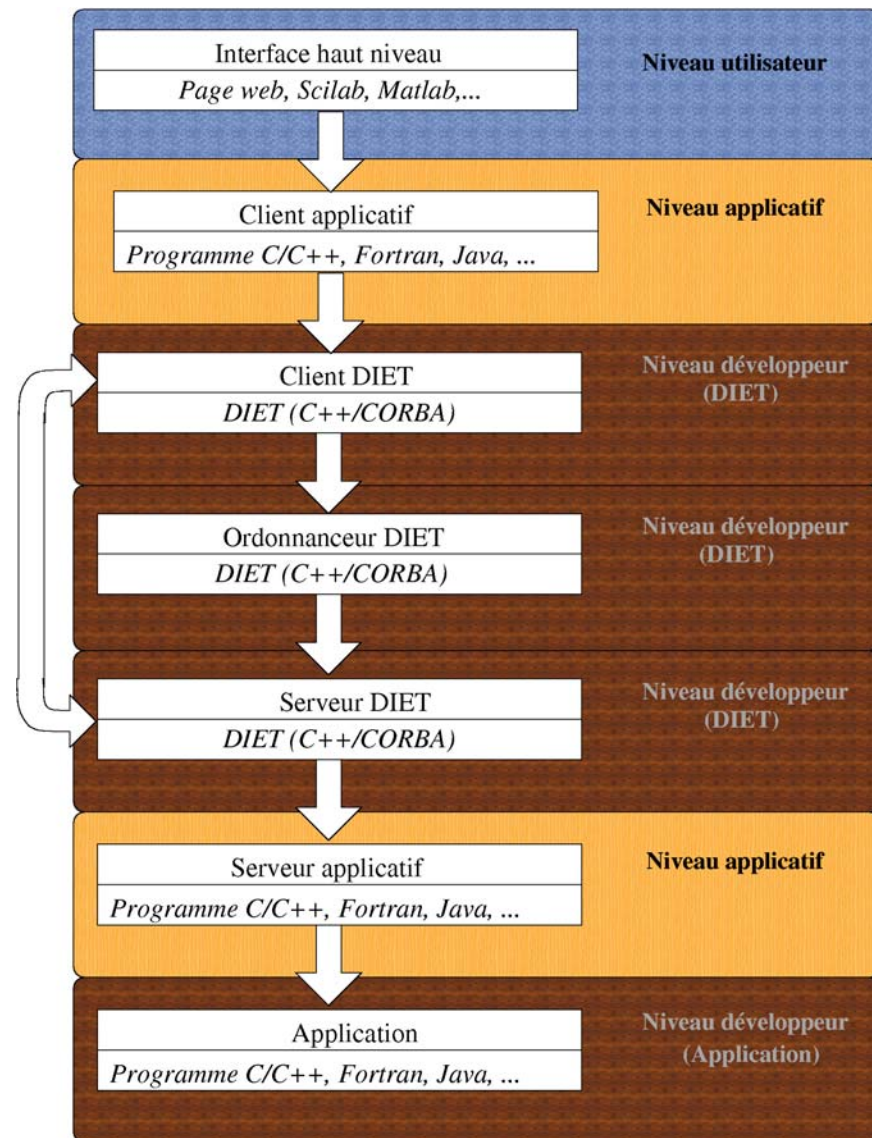 Interface haut niveau
Niveau utilisateur
Page web, Scilab, Matlab,...
Client applicatif
Niveau applicatif
Programme C/C++, Fortran, Java, ...
Client DIET
Niveau développeur
(DIET)
DIET (C++/CORBA)
Ordonnanceur DIET
Niveau développeur
(DIET)
DIET (C++/CORBA)
Serveur DIET
Niveau développeur
(DIET)
DIET (C++/CORBA)
Serveur applicatif
Niveau applicatif
Programme C/C++, Fortran, Java, ...
Application
Niveau développeur
(Application)
Programme C/C++, Fortran, Java, ...